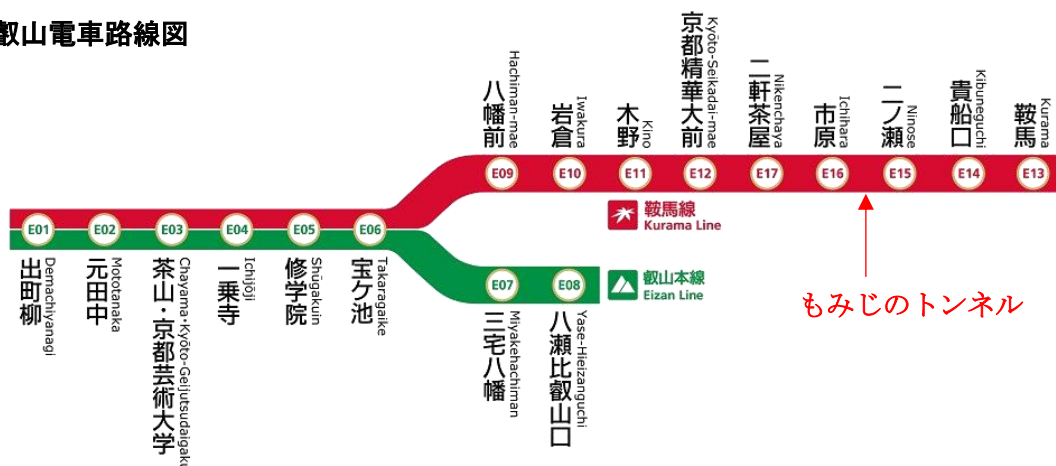 叡山電車路線図
八幡前
Hachiman-mae
岩倉
Iwakura
木野
Kino
京都精華大前
Kyōto-Seikadai-mae
二軒茶屋
Nikenchaya
市原
Ichihara
二ノ瀬
Ninose
貴船口
Kibuneguchi
鞍馬
Kurama
E09
E10
E11
E12
E17
E16
E15
E14
E13
鞍馬線
Kurama Line
E01
E02
E03
E04
E05
E06
出町柳
Demachiyanagi
元田中
Mototanaka
茶山・京都芸術大学
Chayama-Kyōto-Geijutsudaigaku
一乗寺
Ichijōji
修学院
Shūgakuin
宝ケ池
Takaragaike
E07
E08
叡山本線
Eizan Line
三宅八幡
Miyakehachiman
八瀬比叡山口
Yase-Hieizanguchi
もみじのトンネル